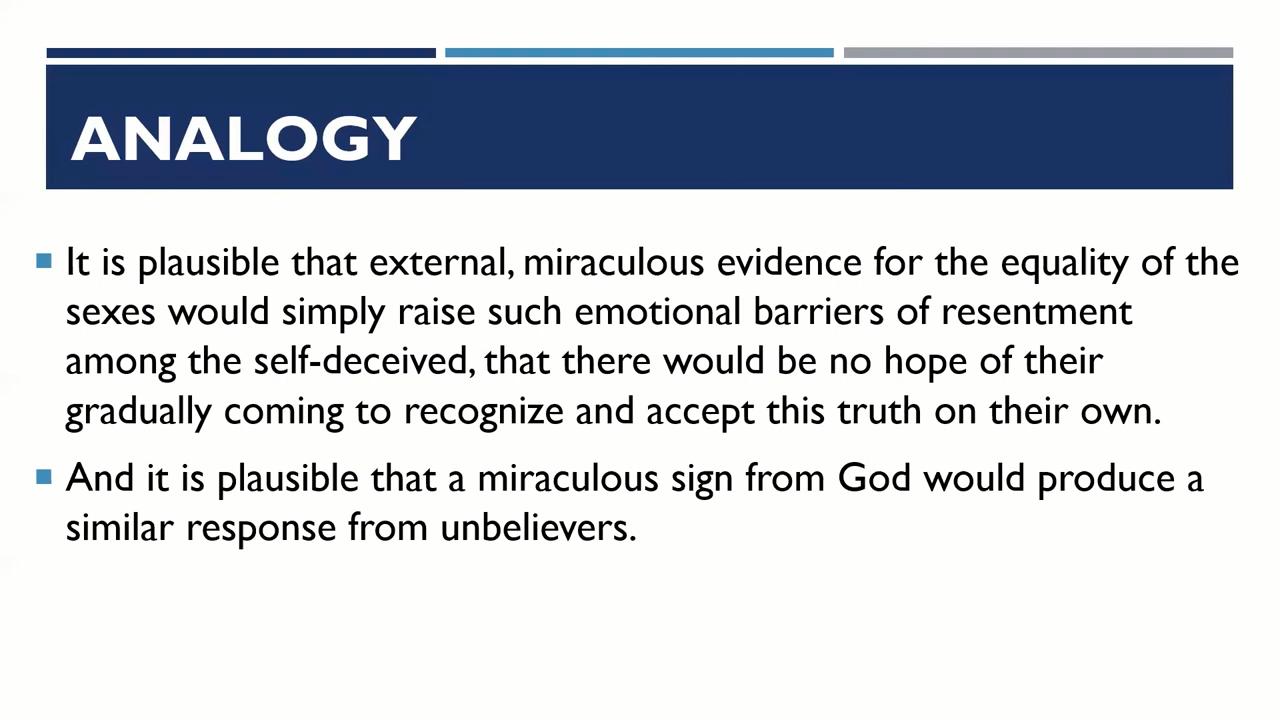 ANALOGY
It is plausible that external, miraculous evidence for the equality of the
sexes would simply raise such emotional barriers of resentment
among the self-deceived, that there would be no hope of their
gradually coming to recognize and accept this truth on their own.
And it is plausible that a miraculous sign from God would produce a
similar response from unbelievers.